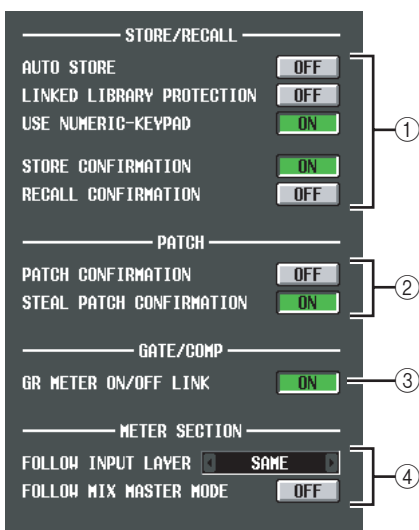 STORE/RECALL
AUTO STORE OFF
LINKED LIBRARY PROTECTION OFF
USE NUMERIC-KEYPAD ON
①
STORE CONFIRMATION ON
RECALL CONFIRMATION OFF
PATCH
PATCH CONFIRMATION OFF
②
STEAL PATCH CONFIRMATION ON
GATE/COMP
GR METER ON/OFF LINK ON ③
METER SECTION
FOLLOW INPUT LAYER SAME
④
FOLLOW MIX MASTER MODE OFF